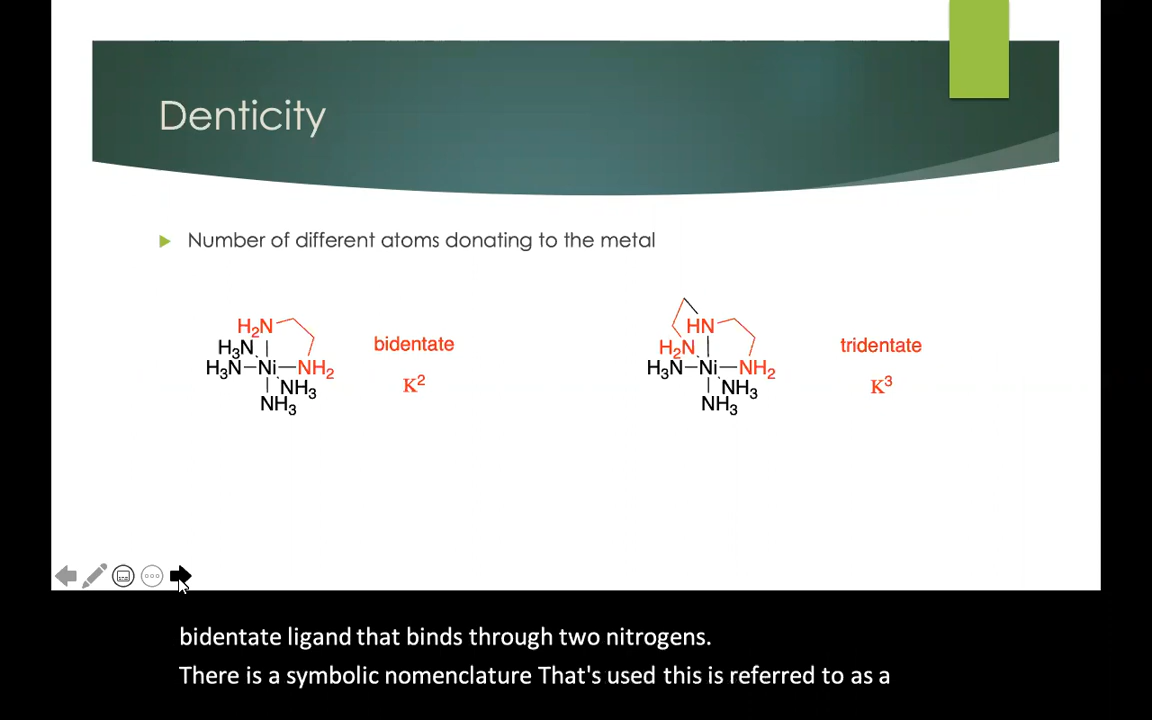 Denticity
Number of different atoms donating to the metal
H₂N
H₃N
H₃N Ni NH₂
NH₃
NH₃
bidentate
κ²
HN
H₂N
H₃N Ni NH₂
NH₃
NH₃
tridentate
κ³
bidentate ligand that binds through two nitrogens.
There is a symbolic nomenclature That's used this is referred to as a